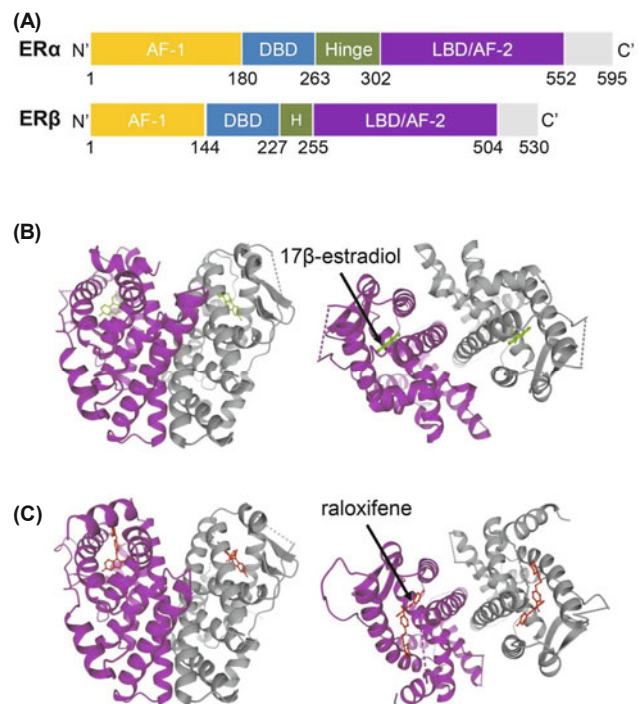 (A)
ERα N' AF-1 DBD Hinge LBD/AF-2 C'
1 180 263 302 552 595
ERβ N' AF-1 DBD H LBD/AF-2 C'
1 144 227 255 504 530
(B)
17β-estradiol
(C)
raloxifene